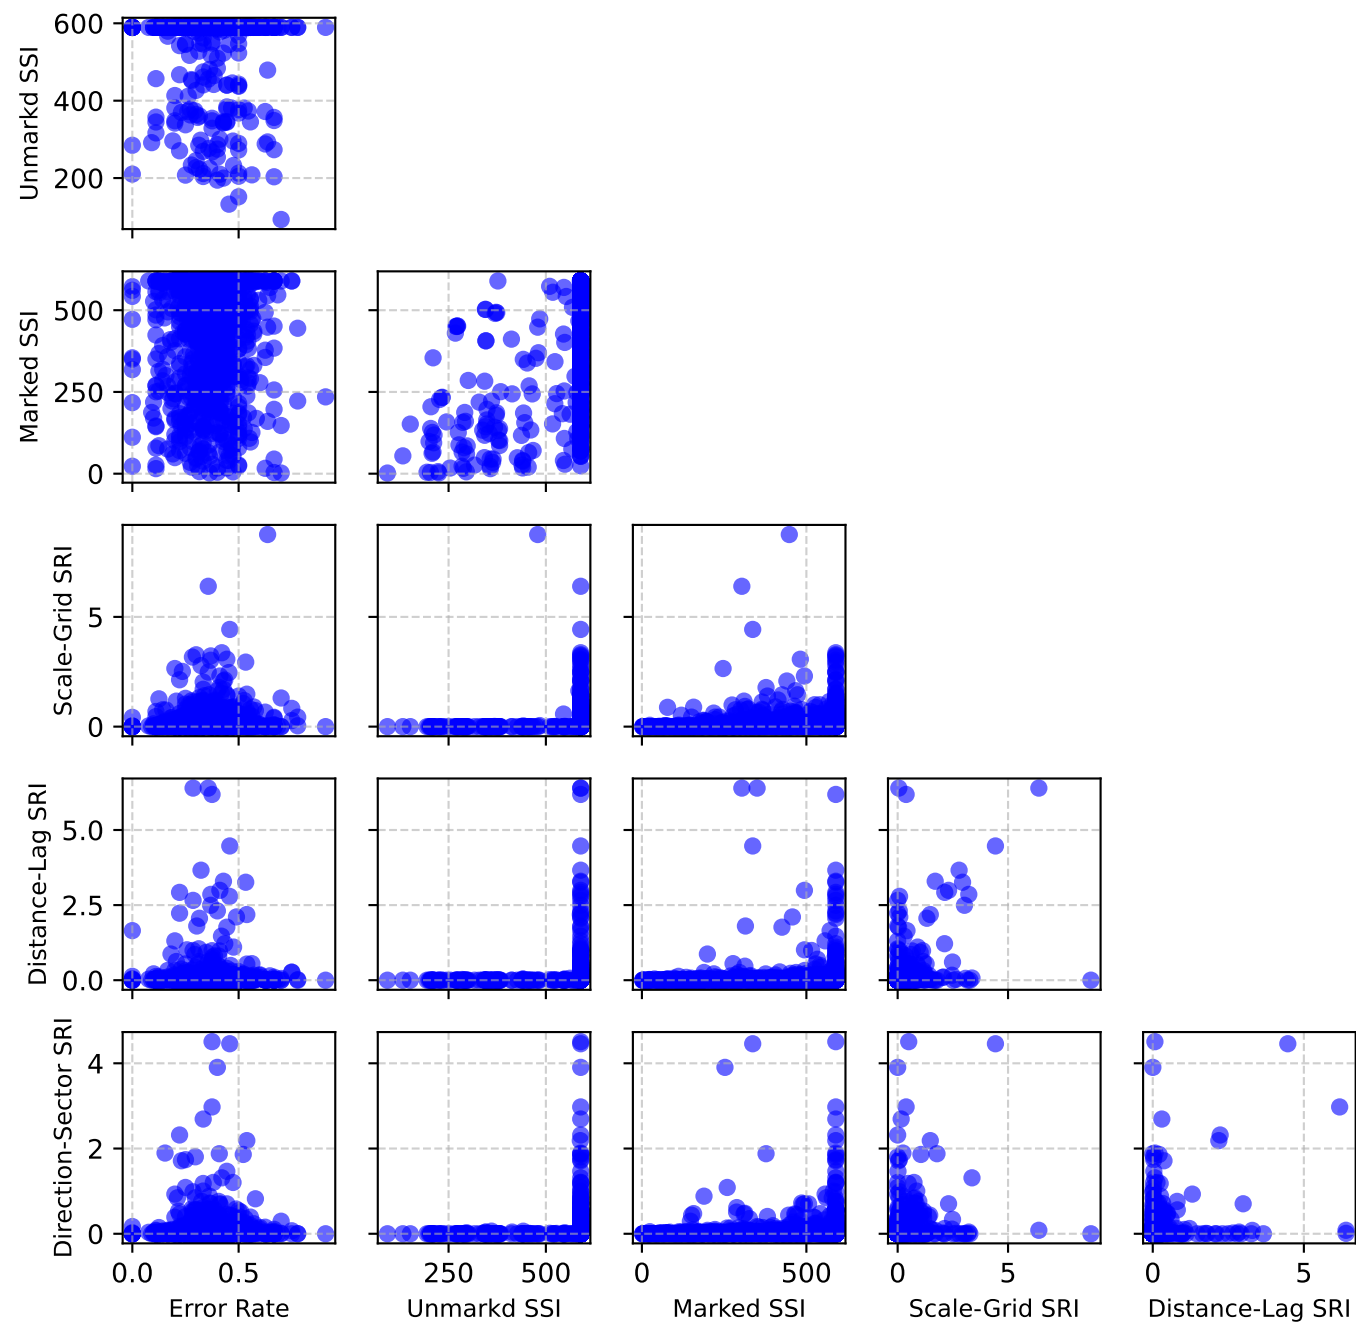 600
400
200
Unmarkd SSI
500
250
0
Marked SSI
5
0
Scale-Grid SRI
5.0
2.5
0.0
Distance-Lag SRI
4
2
0
Direction-Sector SRI
0.0 0.5 250 500 0 500 0 5 0 5
Error Rate Unmarkd SSI Marked SSI Scale-Grid SRI Distance-Lag SRI